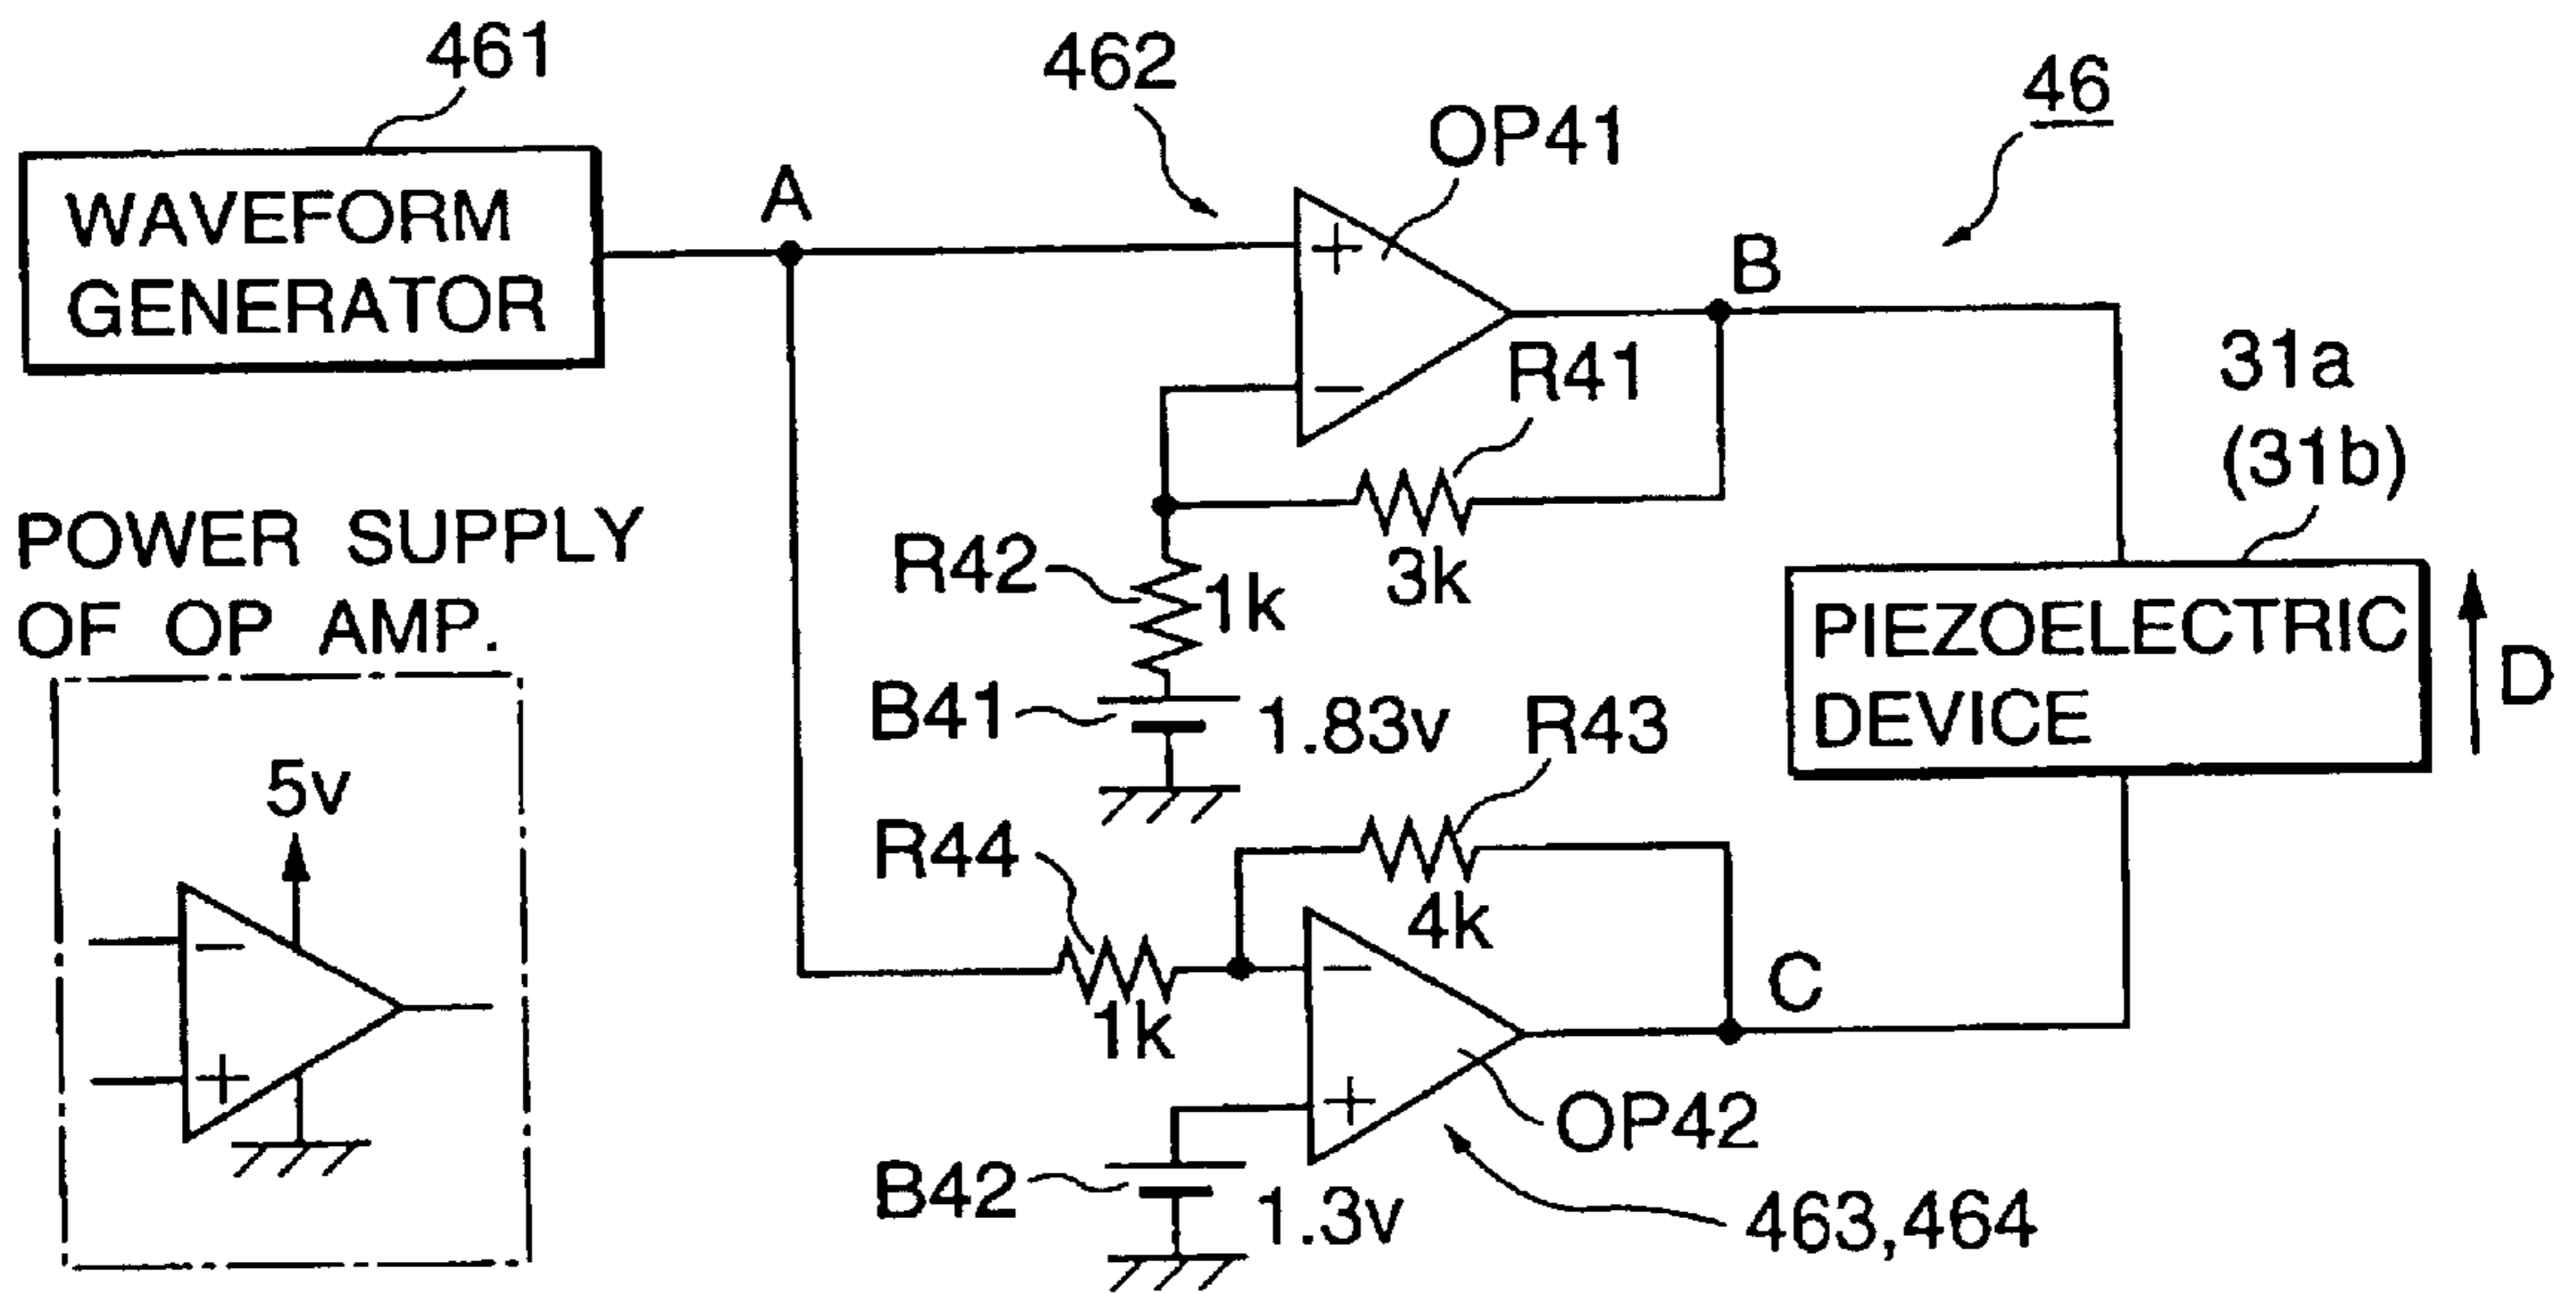 461
462
46
OP41
A
WAVEFORM
GENERATOR
+
B
−
R41
31a
(31b)
3k
R42
1k
POWER SUPPLY
OF OP AMP.
PIEZOELECTRIC
DEVICE
D
B41
1.83v
R43
5v
R44
4k
−
−
1k
C
+
+
OP42
B42
1.3v
463,464